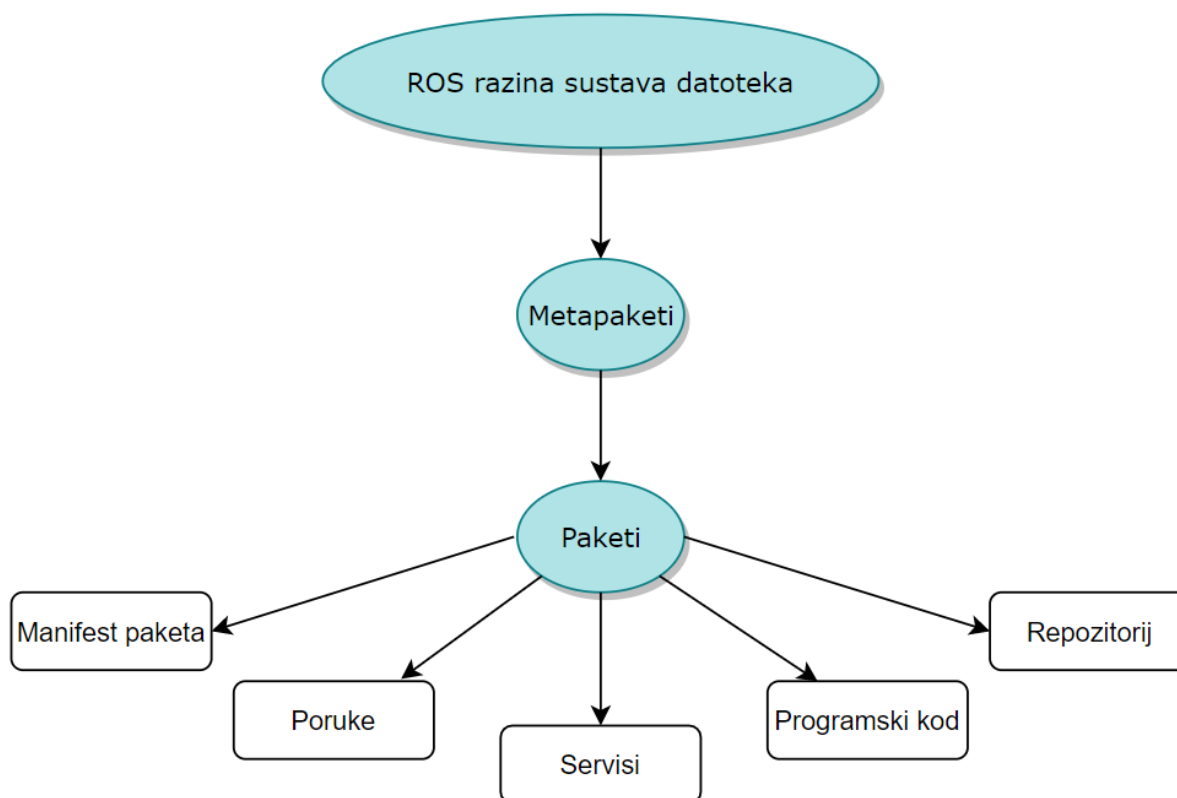 ROS razina sustava datoteka
Metapaketi
Paketi
Manifest paketa
Repozitorij
Poruke
Programski kod
Servisi